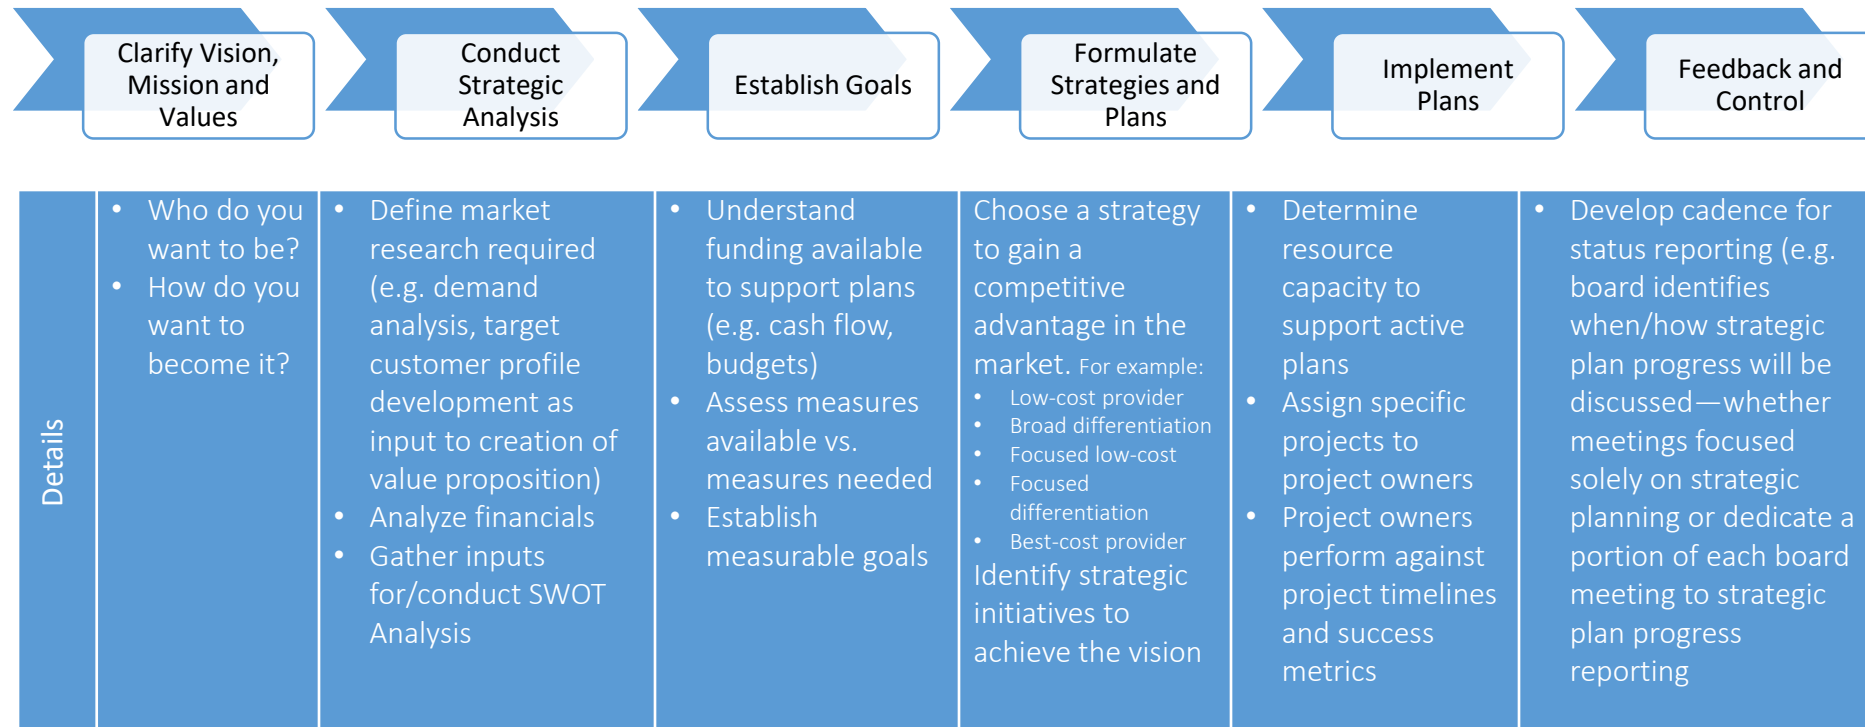 Clarify Vision,
Mission and
Values
Conduct
Strategic
Analysis
Establish Goals
Formulate
Strategies and
Plans
Implement
Plans
Feedback and
Control
Details
• Who do you
want to be?
• How do you
want to
become it?
• Define market
research required
(e.g. demand
analysis, target
customer profile
development as
input to creation of
value proposition)
• Analyze financials
• Gather inputs
for/conduct SWOT
Analysis
• Understand
funding available
to support plans
(e.g. cash flow,
budgets)
• Assess measures
available vs.
measures needed
• Establish
measurable goals
Choose a strategy
to gain a
competitive
advantage in the
market. For example:
• Low-cost provider
• Broad differentiation
• Focused low-cost
• Focused
differentiation
• Best-cost provider
Identify strategic
initiatives to
achieve the vision
• Determine
resource
capacity to
support active
plans
• Assign specific
projects to
project owners
• Project owners
perform against
project timelines
and success
metrics
• Develop cadence for
status reporting (e.g.
board identifies
when/how strategic
plan progress will be
discussed—whether
meetings focused
solely on strategic
planning or dedicate a
portion of each board
meeting to strategic
plan progress
reporting